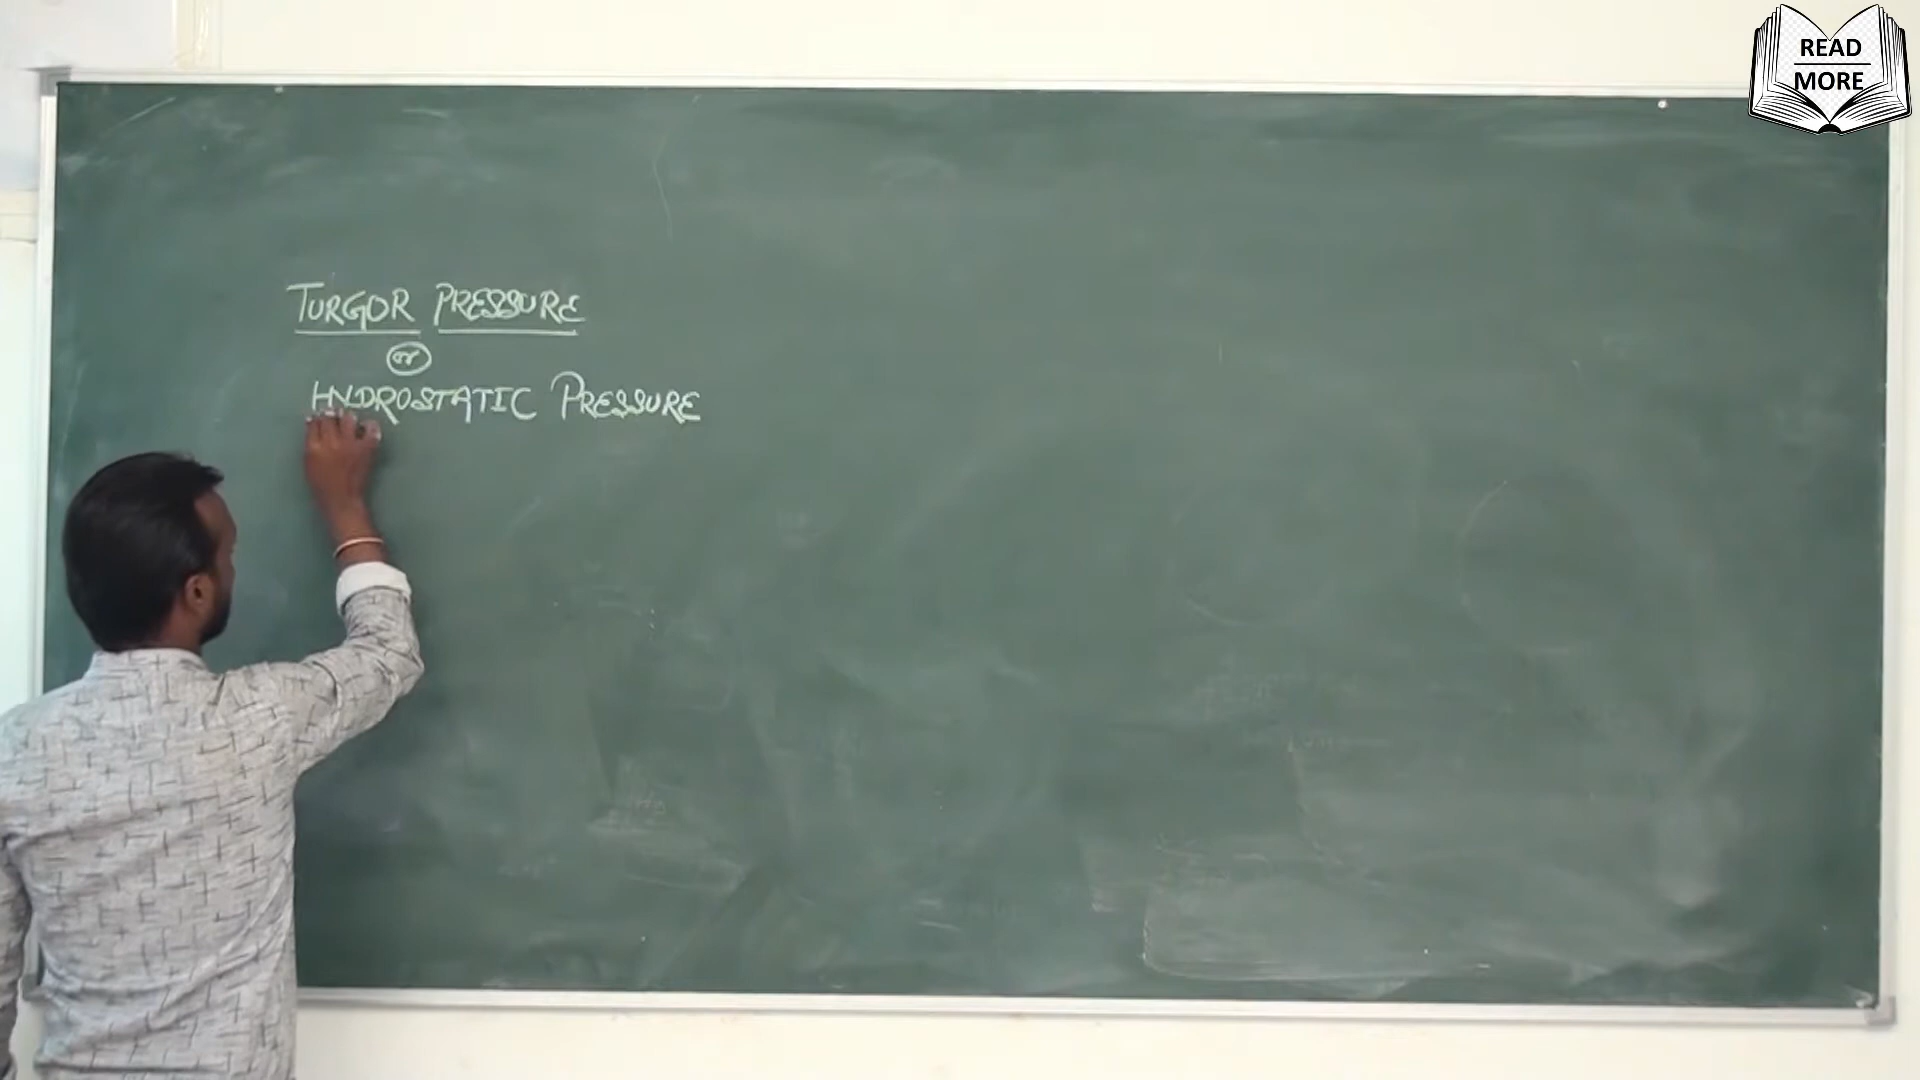 READ
MORE
TURGOR PRESSURE
or
HYDROSTATIC PRESSURE